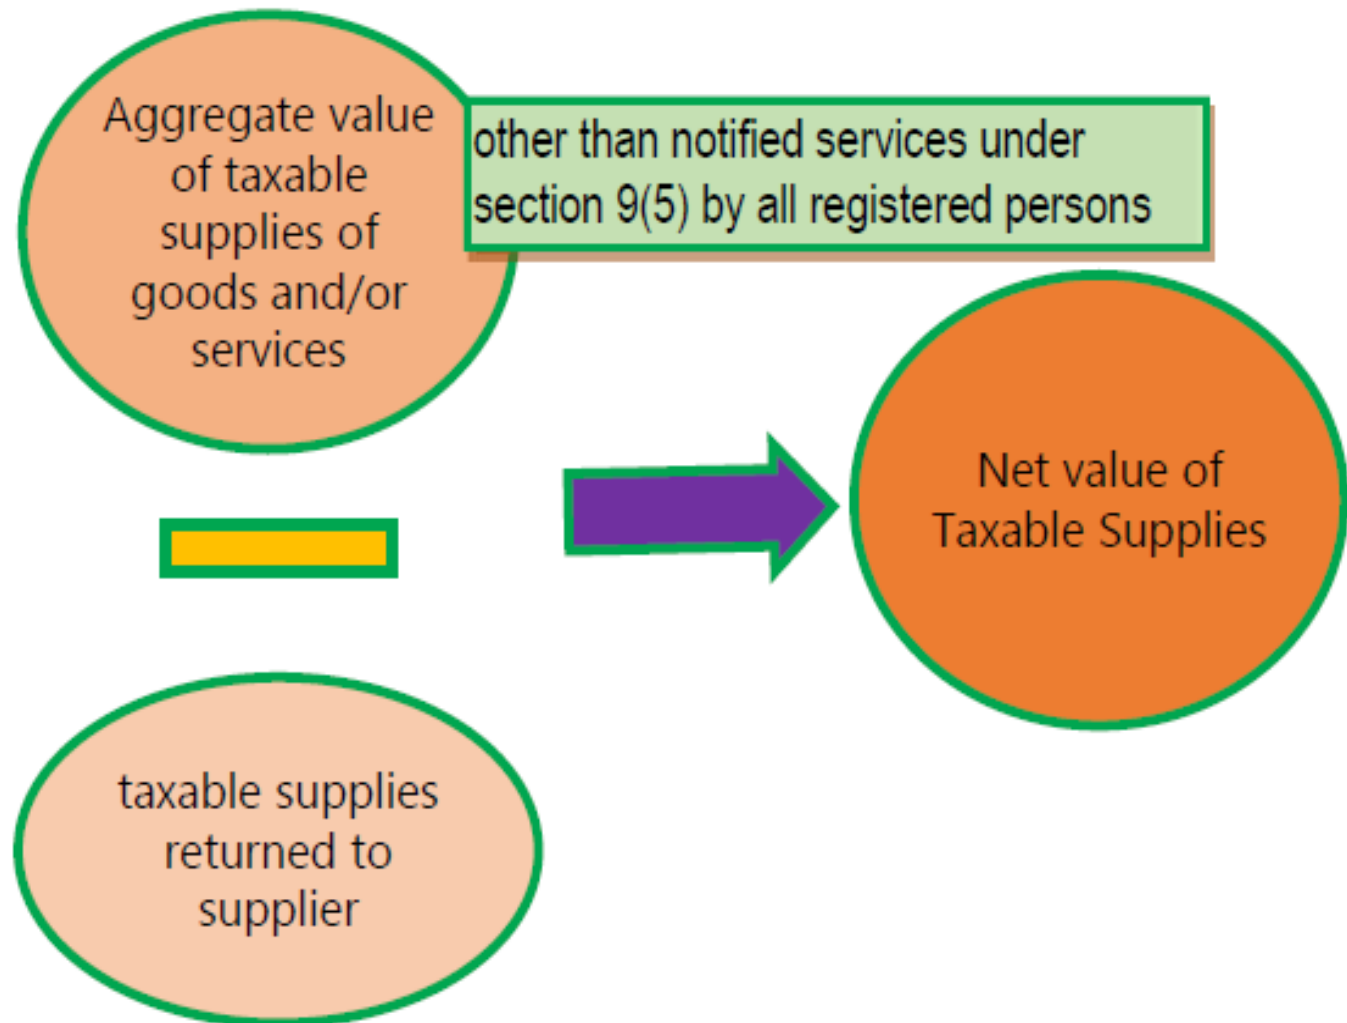 Aggregate value
of taxable
supplies of
goods and/or
services
other than notified services under
section 9(5) by all registered persons
Net value of
Taxable Supplies
taxable supplies
returned to
supplier